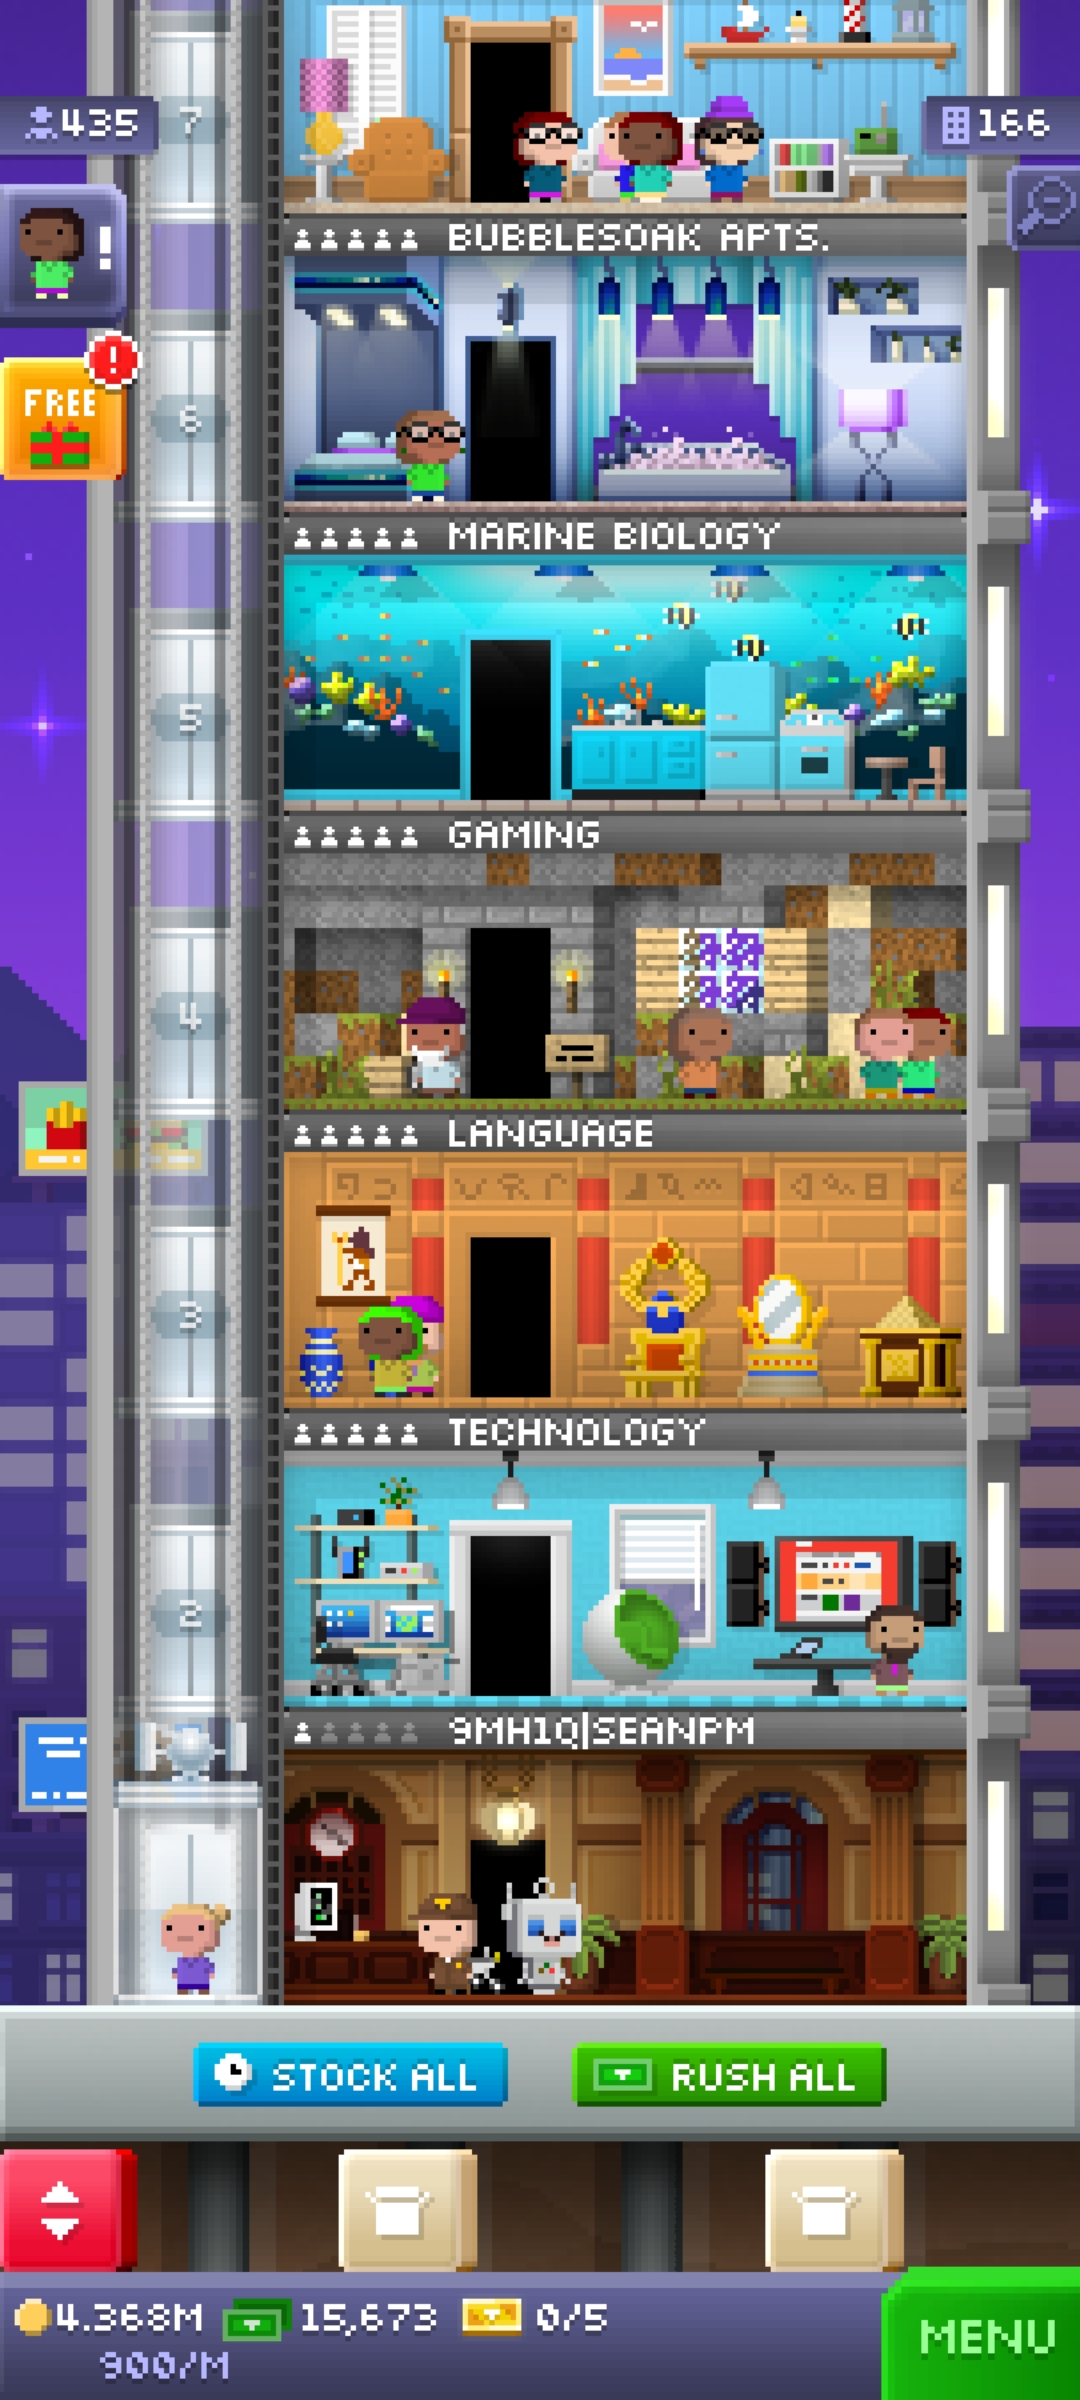 7
435
166
!
BUBBLESOAK APTS.
!
FREE
6
MARINE BIOLOGY
5
GAMING
4
LANGUAGE
3
TECHNOLOGY
2
9MH1Q|SEANPM
STOCK ALL
RUSH ALL
4.368M
15,673
0/5
900/M
MENU